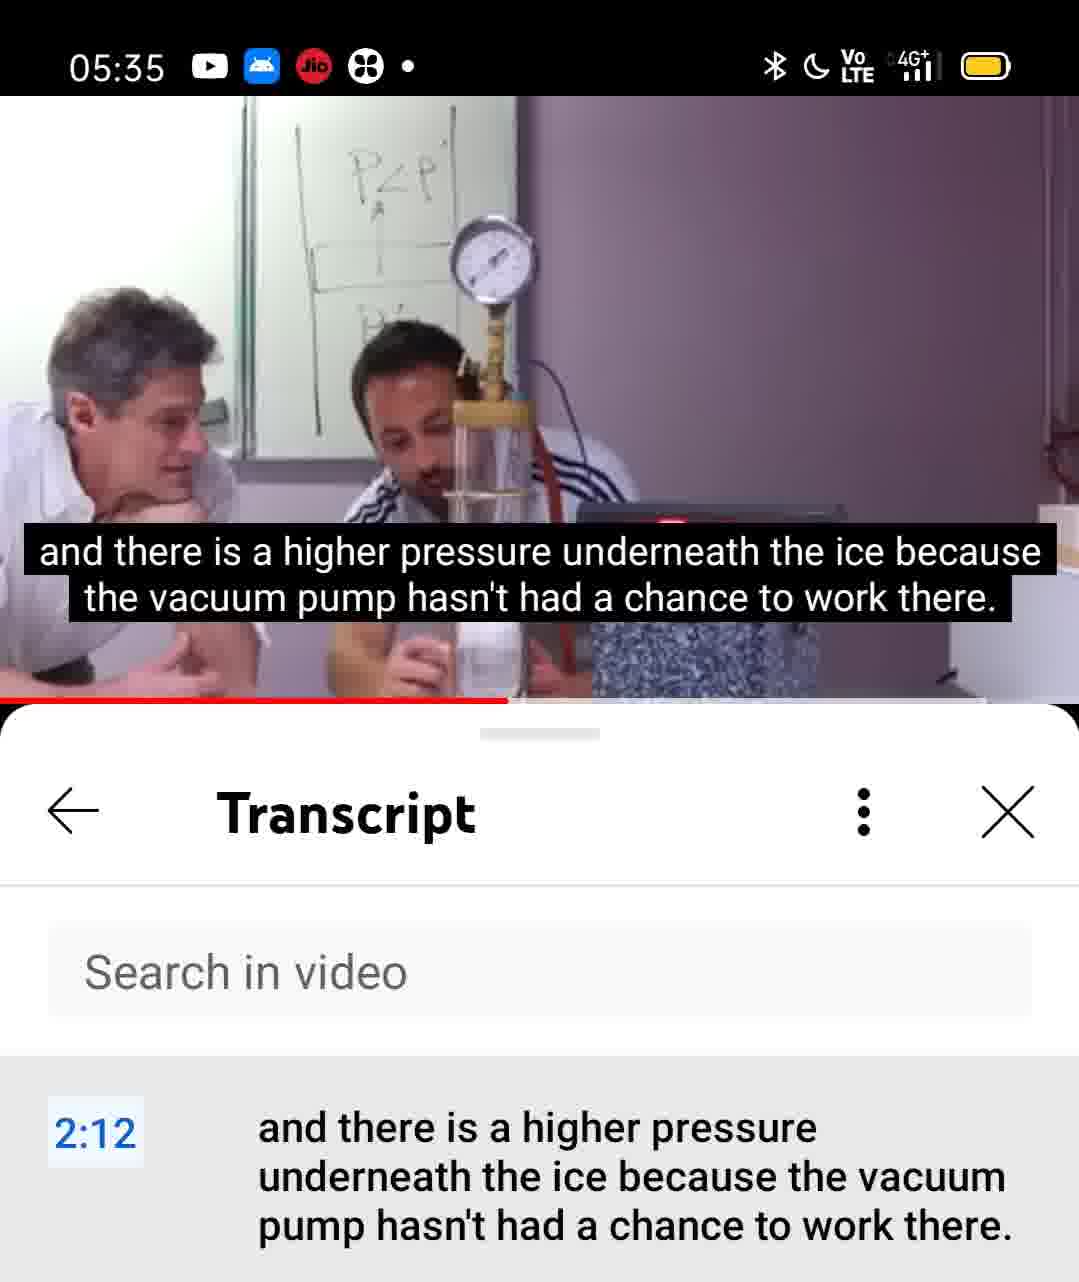 05:35
Jio
Vo
LTE
4G+
P<P'
and there is a higher pressure underneath the ice because
the vacuum pump hasn't had a chance to work there.
Transcript
Search in video
2:12
and there is a higher pressure
underneath the ice because the vacuum
pump hasn't had a chance to work there.